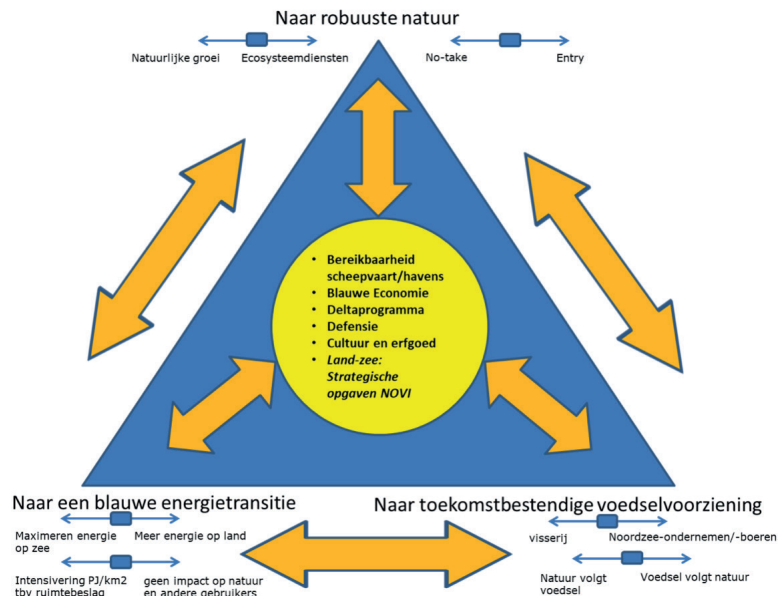 Naar robuuste natuur
Natuurlijke groei
Ecosysteemdiensten
No-take
Entry
• Bereikbaarheid
scheepvaart/havens
• Blauwe Economie
• Deltaprogramma
• Defensie
• Cultuur en erfgoed
• Land-zee:
Strategische
opgaven NOVI
Naar een blauwe energietransitie
Maximeren energie
op zee
Meer energie op land
Intensivering PJ/km2
tbv ruimtebeslag
geen impact op natuur
en andere gebruikers
Naar toekomstbestendige voedselvoorziening
visserij
Noordzee-ondernemen/-boeren
Natuur volgt
voedsel
Voedsel volgt natuur